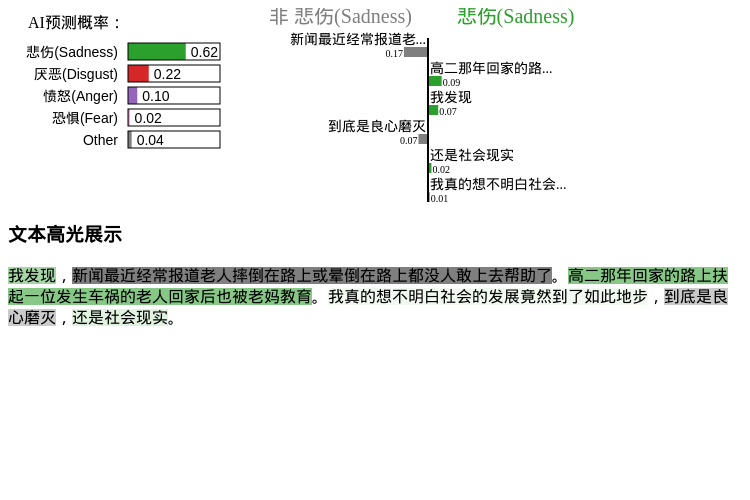 AI预测概率：
悲伤(Sadness) 0.62
厌恶(Disgust) 0.22
愤怒(Anger) 0.10
恐惧(Fear) 0.02
Other 0.04
非 悲伤(Sadness) 悲伤(Sadness)
新闻最近经常报道老...
0.17
高二那年回家的路...
0.09
我发现
0.07
到底是良心磨灭
0.07
还是社会现实
0.02
我真的想不明白社会...
0.01
文本高光展示
我发现，新闻最近经常报道老人摔倒在路上或晕倒在路上都没人敢上去帮助了。高二那年回家的路上扶
起一位发生车祸的老人回家后也被老妈教育。我真的想不明白社会的发展竟然到了如此地步，到底是良
心磨灭，还是社会现实。